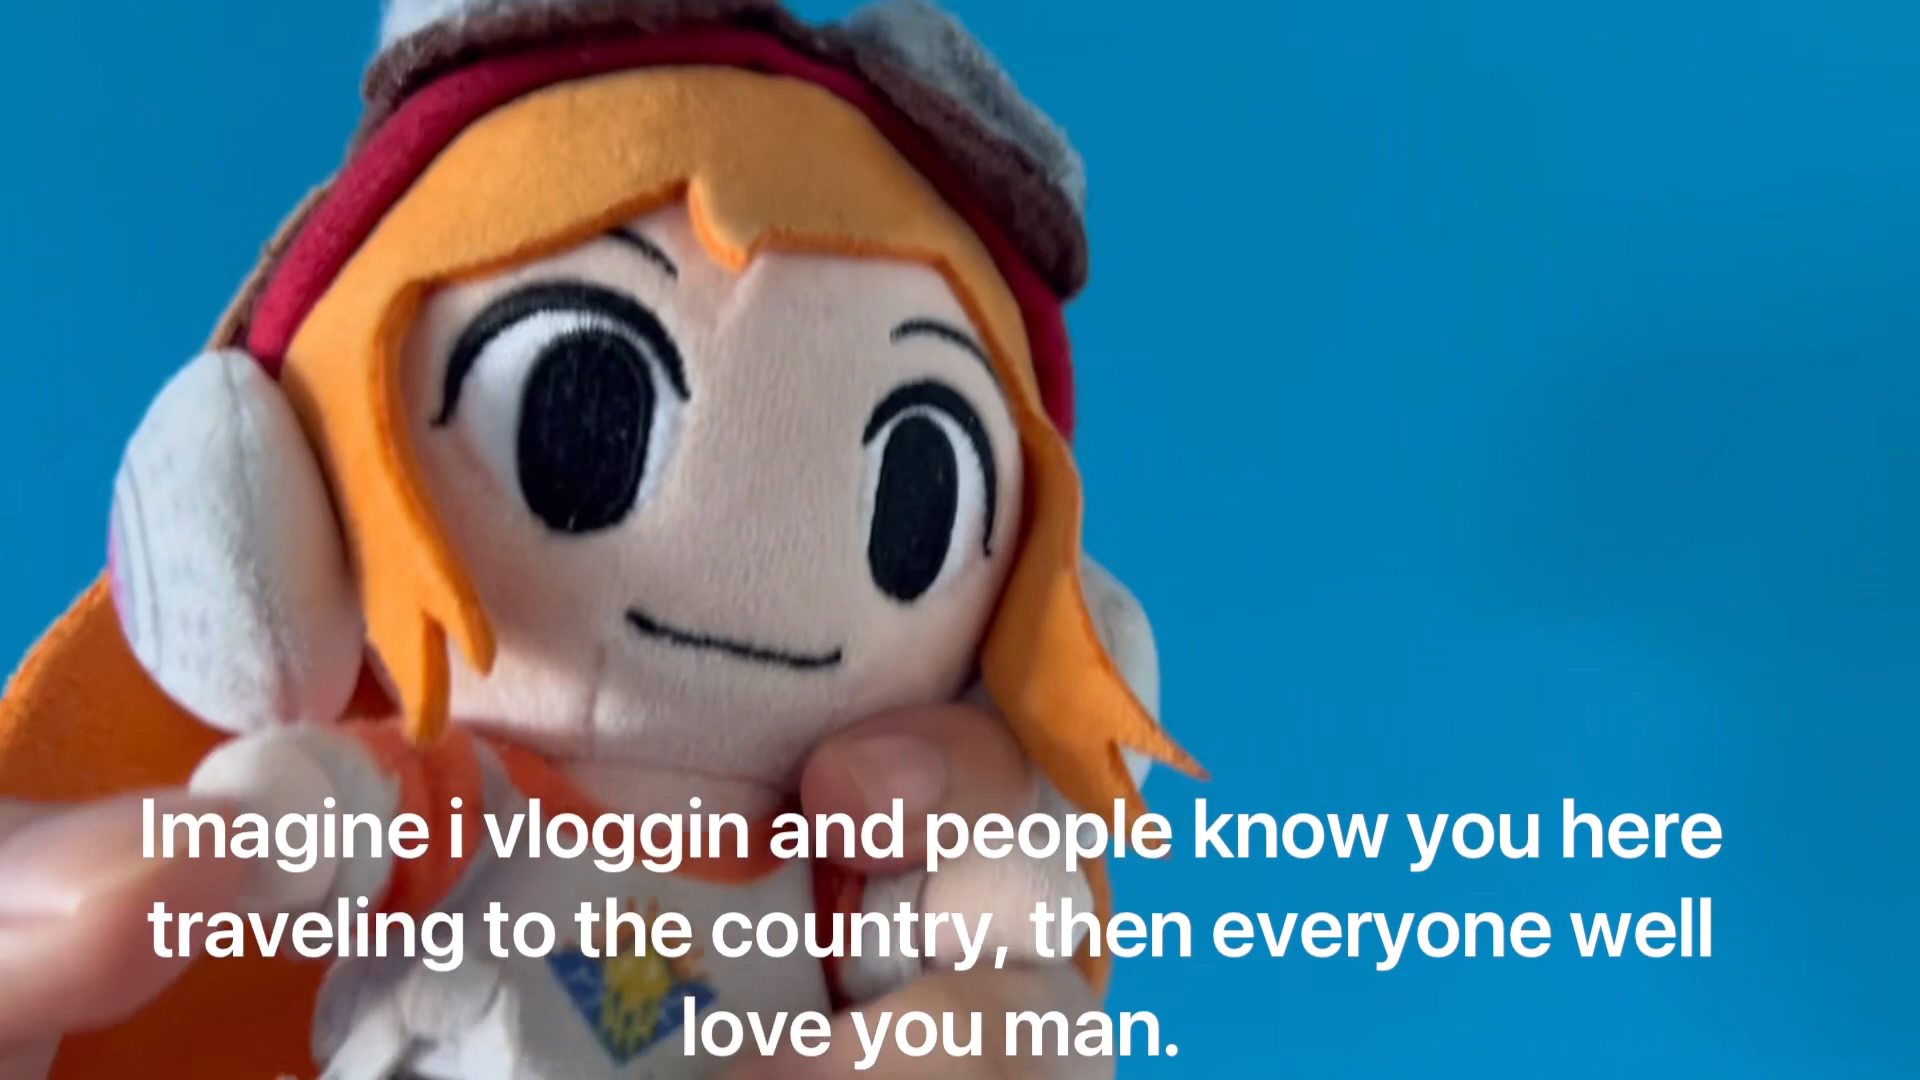 Imagine i vloggin and people know you here
traveling to the country, then everyone well
love you man.